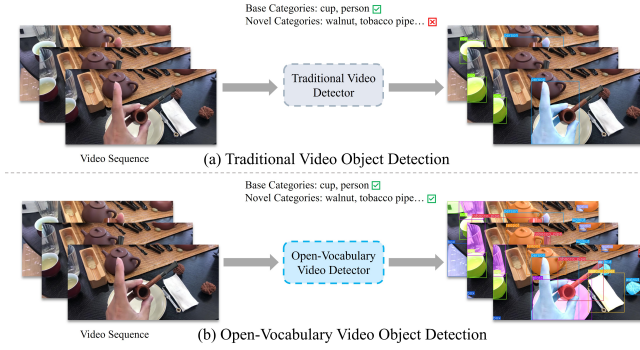 Base Categories: cup, person
Novel Categories: walnut, tobacco pipe…
Traditional Video
Detector
Video Sequence
(a) Traditional Video Object Detection
Base Categories: cup, person
Novel Categories: walnut, tobacco pipe…
Open-Vocabulary
Video Detector
Video Sequence
(b) Open-Vocabulary Video Object Detection